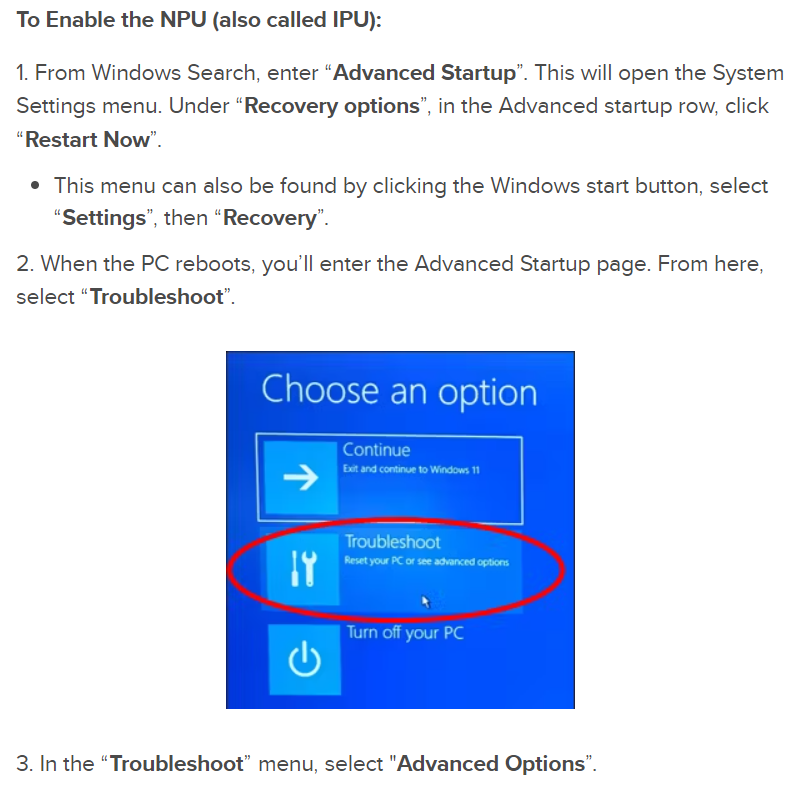 To Enable the NPU (also called IPU):
1. From Windows Search, enter “Advanced Startup”. This will open the System
Settings menu. Under “Recovery options”, in the Advanced startup row, click
“Restart Now”.
• This menu can also be found by clicking the Windows start button, select
“Settings”, then “Recovery”.
2. When the PC reboots, you’ll enter the Advanced Startup page. From here,
select “Troubleshoot”.
Choose an option
Continue
Exit and continue to Windows 11
Troubleshoot
Reset your PC or see advanced options
Turn off your PC
3. In the “Troubleshoot” menu, select "Advanced Options”.